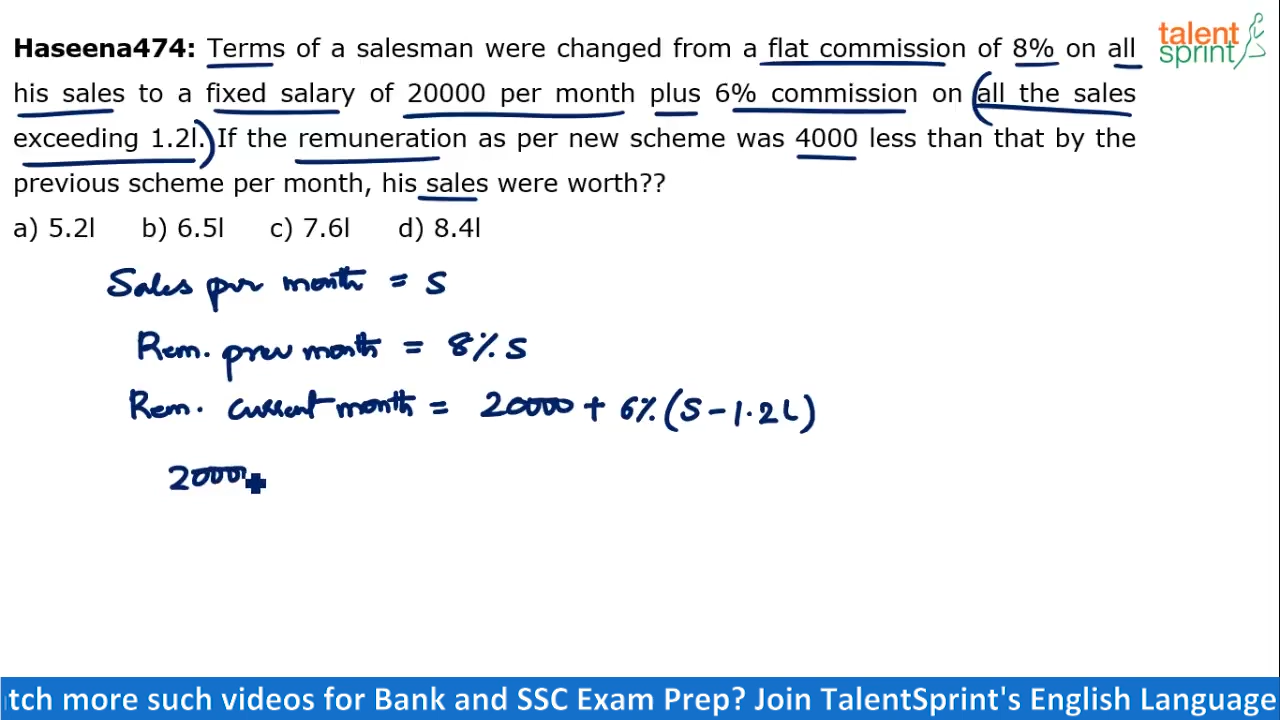 Haseena474: Terms of a salesman were changed from a flat commission of 8% on all
his sales to a fixed salary of 20000 per month plus 6% commission on all the sales
exceeding 1.2l. If the remuneration as per new scheme was 4000 less than that by the
previous scheme per month, his sales were worth??
a) 5.2l b) 6.5l c) 7.6l d) 8.4l
talent
sprint
Sales per month = S
Rem. prev month = 8% S
Rem. current month = 20000 + 6% (S - 1.2L)
20000
tch more such videos for Bank and SSC Exam Prep? Join TalentSprint's English Language